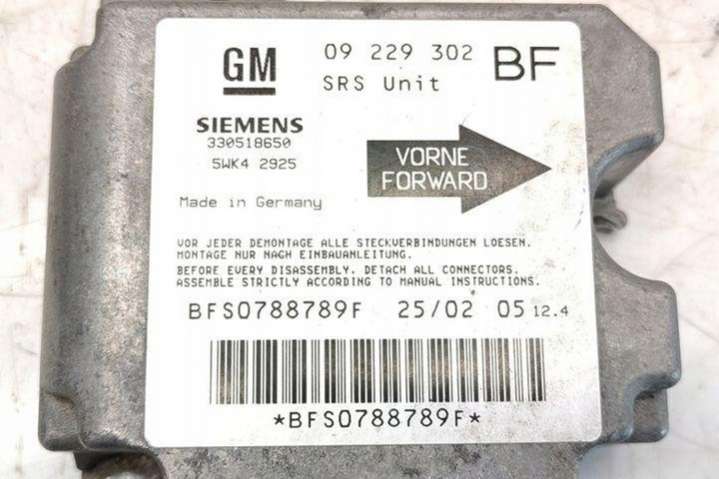 GM 09 229 302 BF
SRS Unit
SIEMENS
330518650
5WK4 2925
VORNE
FORWARD
Made in Germany
VOR JEDER DEMONTAGE ALLE STECKVERBINDUNGEN LOESEN.
MONTAGE NUR NACH EINBAUANLEITUNG.
BEFORE EVERY DISASSEMBLY. DETACH ALL CONNECTORS.
ASSEMBLE STRICTLY ACCORDING TO MANUAL INSTRUCTIONS.
BFS0788789F 25/02 05 12.4
*BFS0788789F*